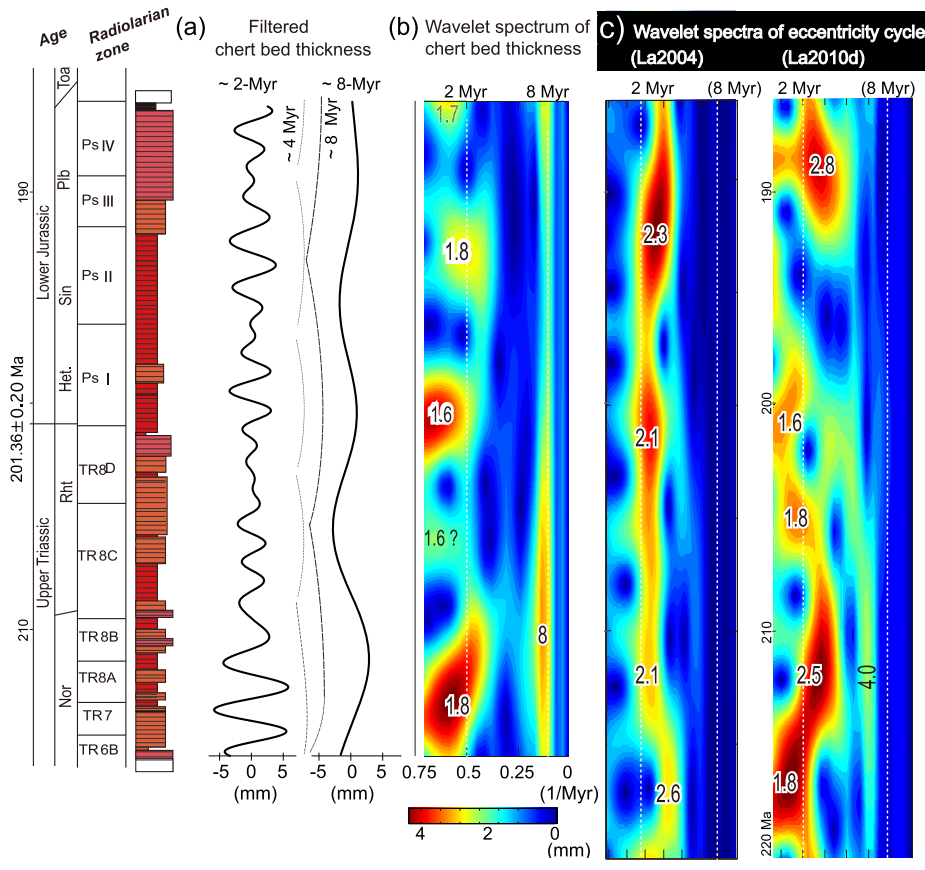 Age
Radiolarian
zone
(a)
Filtered
chert bed thickness
(b)
Wavelet spectrum of
chert bed thickness
c) Wavelet spectra of eccentricity cycle
(La2004)
(La2010d)
~ 2-Myr
~ 4 Myr
~ 8 Myr
~ 8-Myr
2 Myr
8 Myr
2 Myr
(8 Myr)
2 Myr
(8 Myr)
Toa
Plb
Sin
Het.
Rht
Nor
Lower Jurassic
Upper Triassic
190
201.36±0.20 Ma
210
Ps IV
Ps III
Ps II
Ps I
TR8D
TR8C
TR8B
TR8A
TR7
TR6B
-5
0
5
(mm)
-5
0
5
(mm)
1.7
1.8
1.6
1.6 ?
8
1.8
0.75
0.5
0.25
0
(1/Myr)
4
2
0
(mm)
2.3
2.1
2.1
2.6
190
200
210
220 Ma
2.8
1.6
1.8
2.5
4.0
1.8